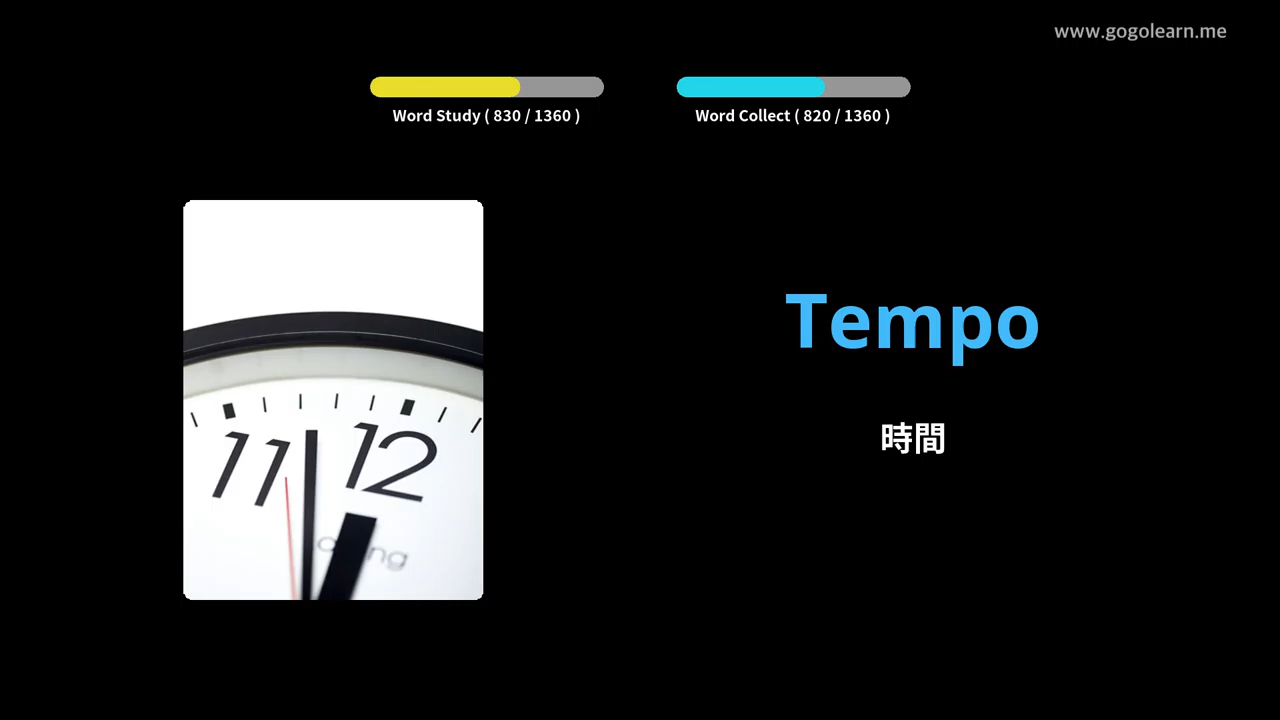 www.gogolearn.me
Word Study ( 830 / 1360 )
Word Collect ( 820 / 1360 )
11 12
Tempo
時間